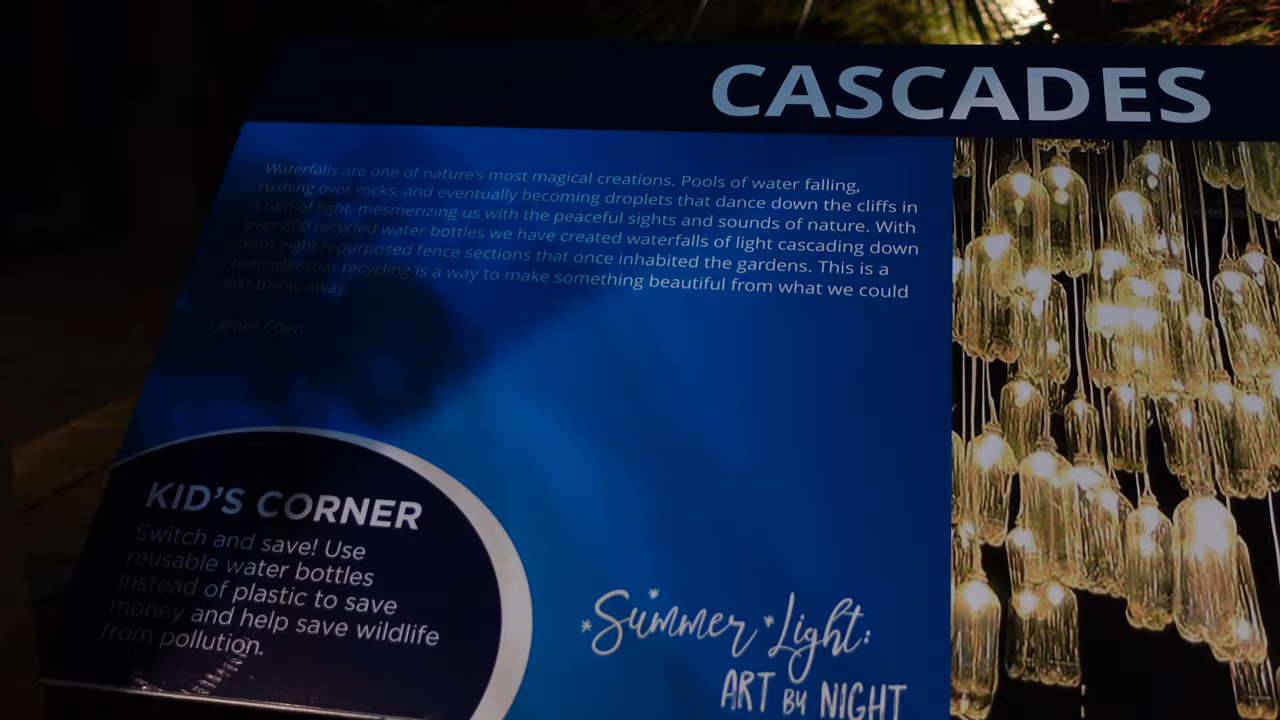 CASCADES
Waterfalls are one of nature's most magical creations. Pools of water falling,
rushing over rocks, and eventually becoming droplets that dance down the cliffs in
a rain of light, mesmerizing us with the peaceful sights and sounds of nature. With
over 800 recycled water bottles we have created waterfalls of light cascading down
from eight repurposed fence sections that once inhabited the gardens. This is a
reminder that recycling is a way to make something beautiful from what we could
just throw away.
Coen
KID'S CORNER
Switch and save! Use
reusable water bottles
instead of plastic to save
money and help save wildlife
from pollution.
Summer Light:
ART BY NIGHT